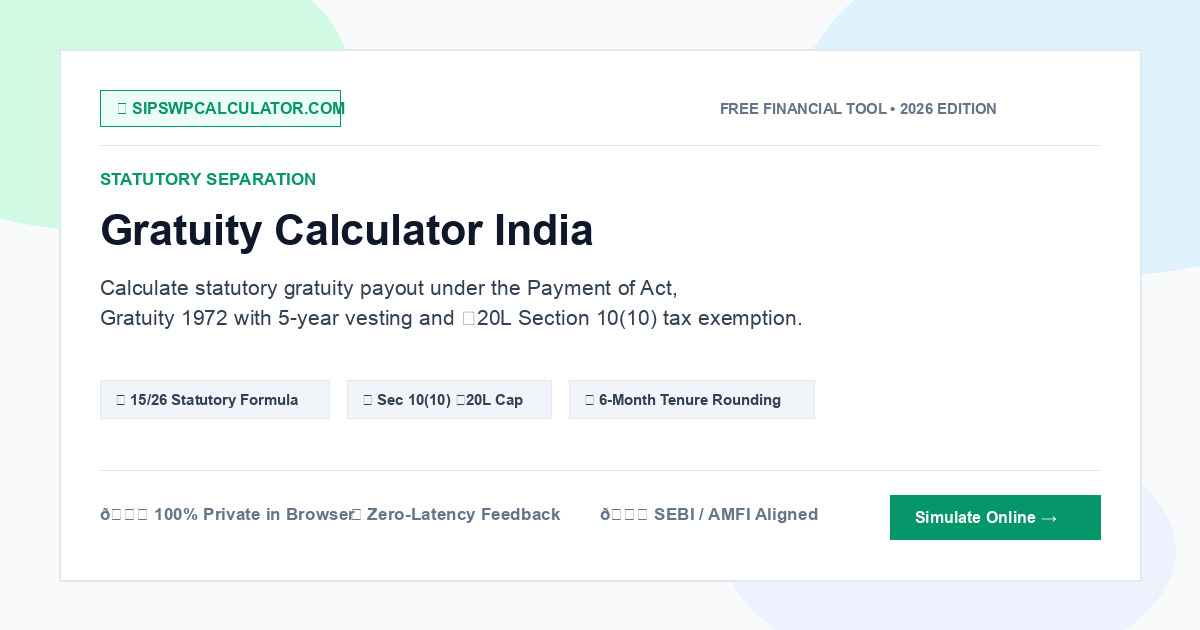 □ SIPSWPCALCULATOR.COM
FREE FINANCIAL TOOL • 2026 EDITION
STATUTORY SEPARATION
Gratuity Calculator India
Calculate statutory gratuity payout under the Payment of Act,
Gratuity 1972 with 5-year vesting and □20L Section 10(10) tax exemption.
□ 15/26 Statutory Formula
□ Sec 10(10) □20L Cap
□ 6-Month Tenure Rounding
ð□□□ 100% Private in Browser
□ Zero-Latency Feedback
ð□□□ SEBI / AMFI Aligned
Simulate Online →